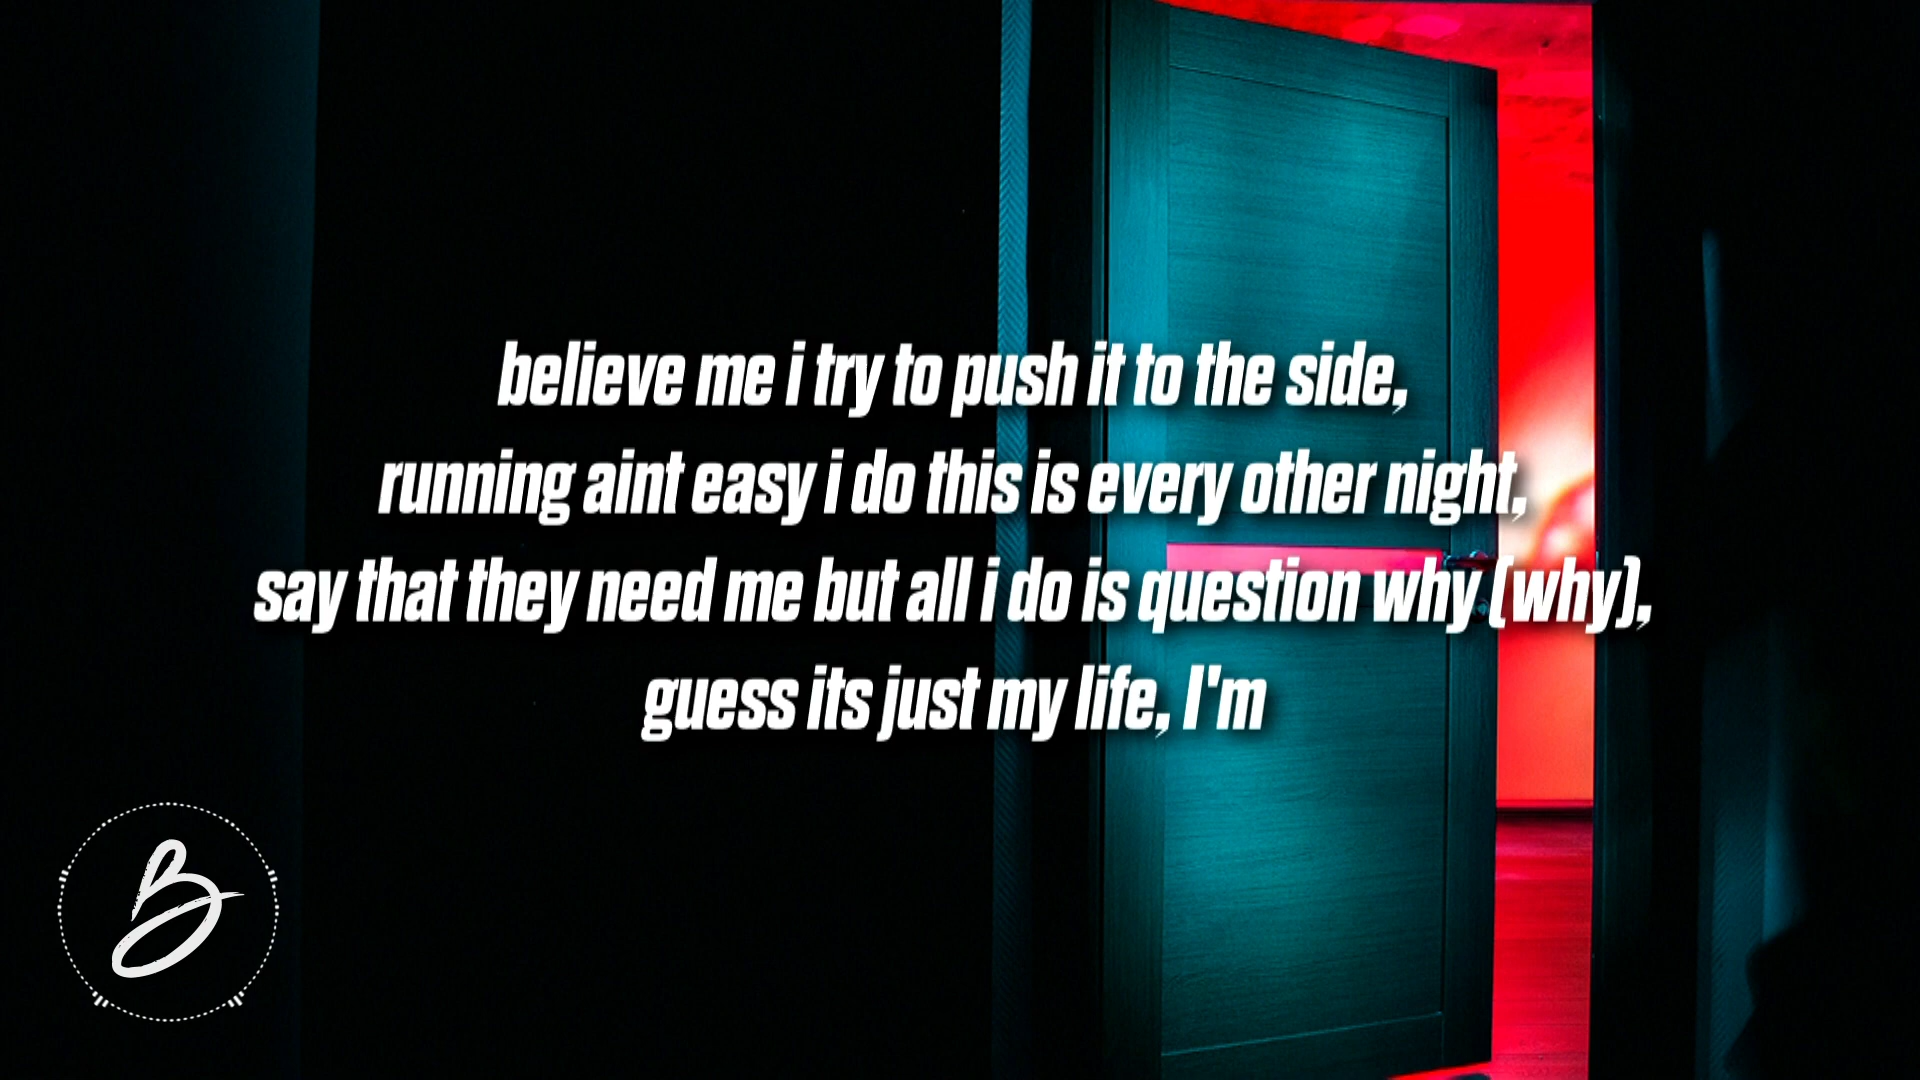 believe me i try to push it to the side,
running aint easy i do this is every other night,
say that they need me but all i do is question why (why),
guess its just my life, I'm
B